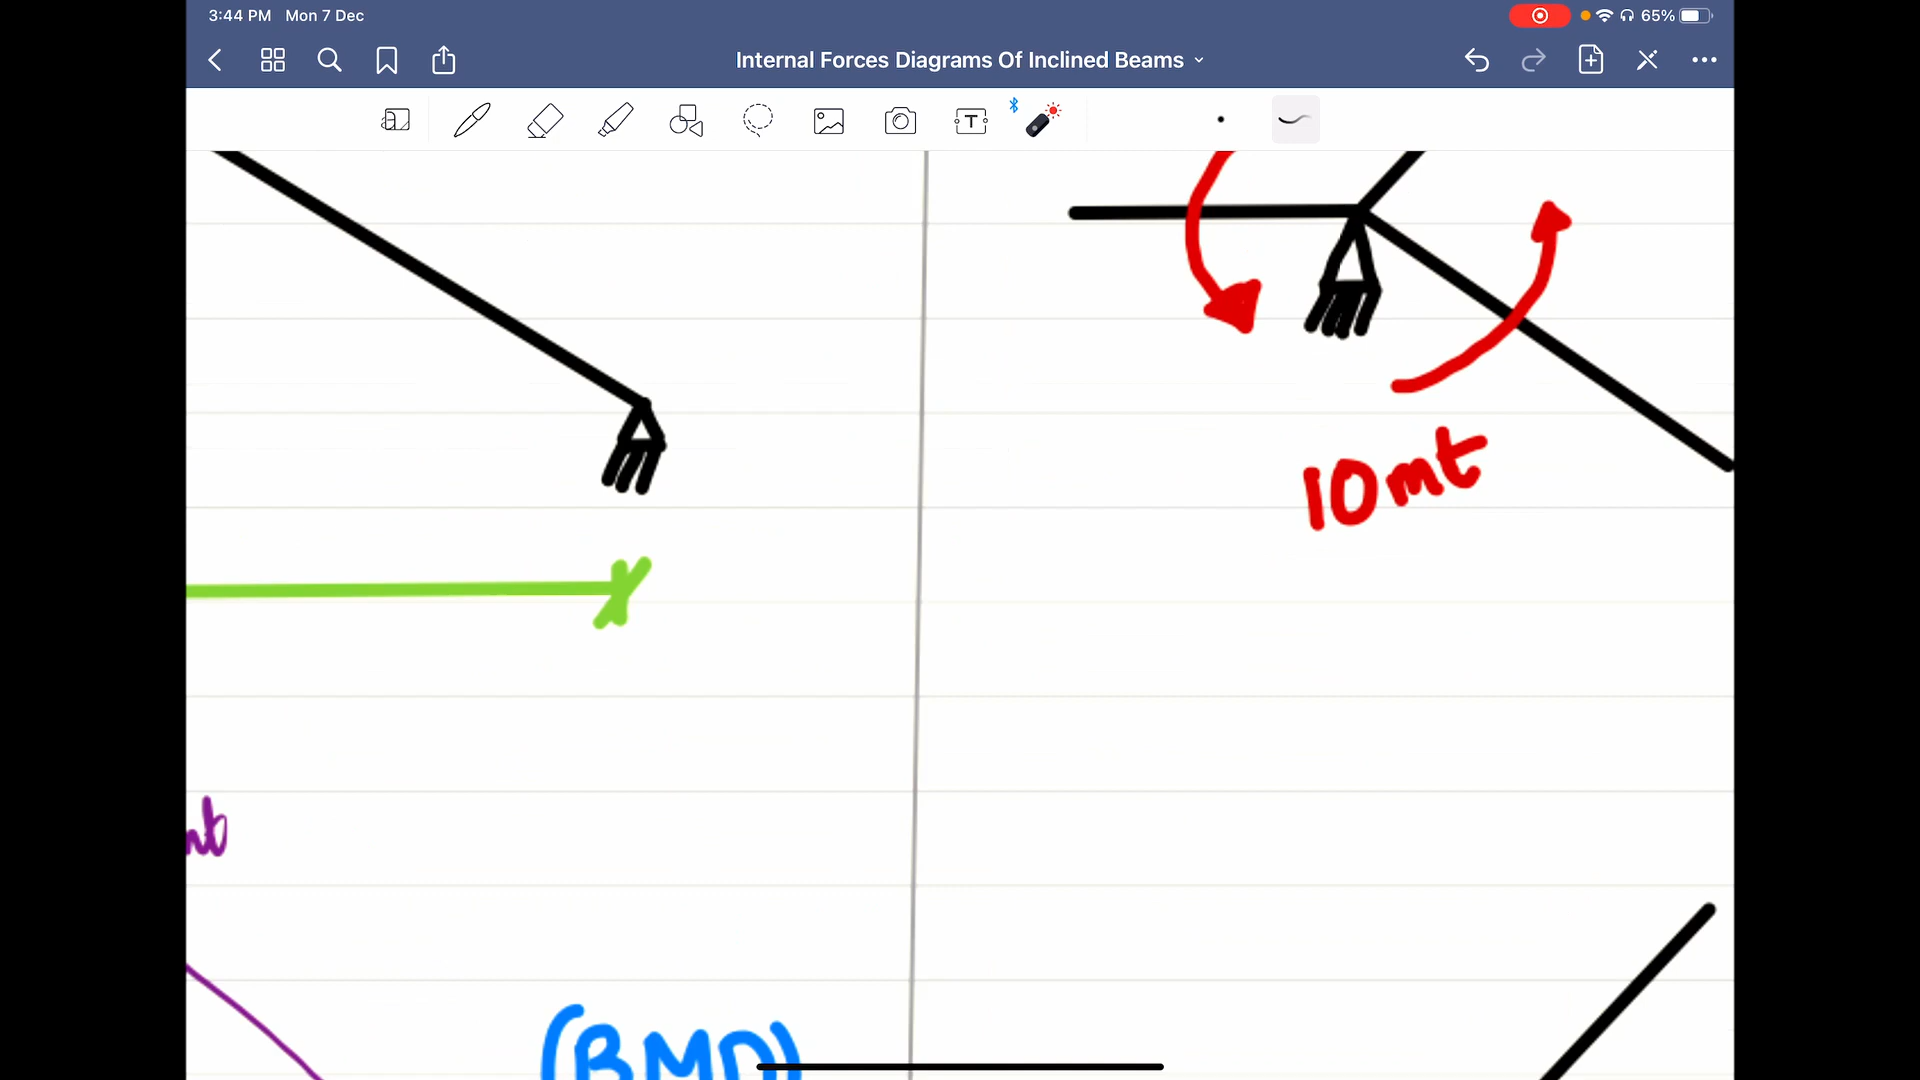 3:44 PM Mon 7 Dec
65%
Internal Forces Diagrams Of Inclined Beams
T
10mt
(BMD)